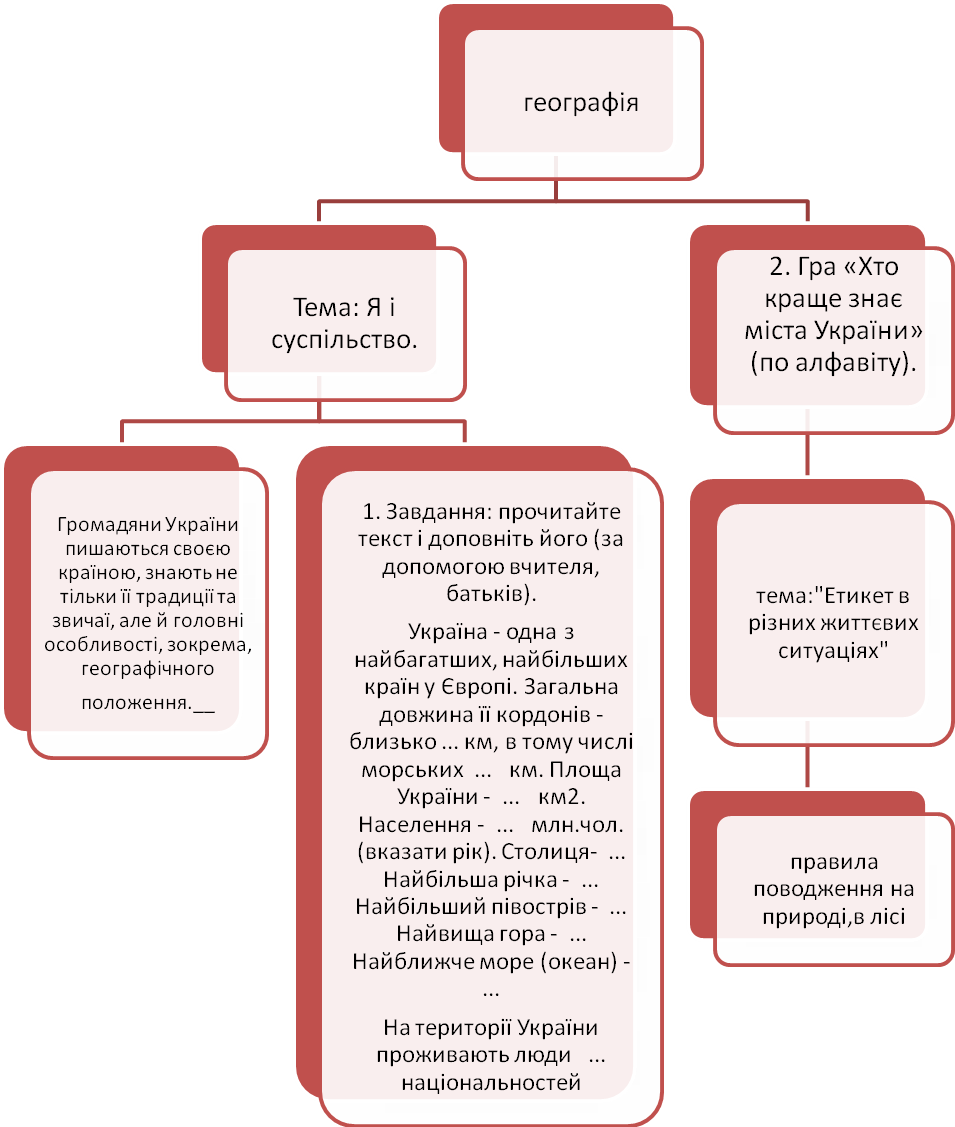 географія
Тема: Я і
суспільство.
2. Гра «Хто
краще знає
міста України»
(по алфавіту).
Громадяни України
пишаються своєю
країною, знають не
тільки її традиції та
звичаї, але й головні
особливості, зокрема,
географічного
положення.__
1. Завдання: прочитайте
текст і доповніть його (за
допомогою вчителя,
батьків).
Україна - одна з
найбагатших, найбільших
країн у Європі. Загальна
довжина її кордонів -
близько ... км, в тому числі
морських ... км. Площа
України - ... км2.
Населення - ... млн.чол.
(вказати рік). Столиця- ...
Найбільша річка - ...
Найбільший півострів - ...
Найвища гора - ...
Найближче море (океан) -
...
На території України
проживають люди ...
національностей
тема:"Етикет в
різних життєвих
ситуаціях"
правила
поводження на
природі,в лісі